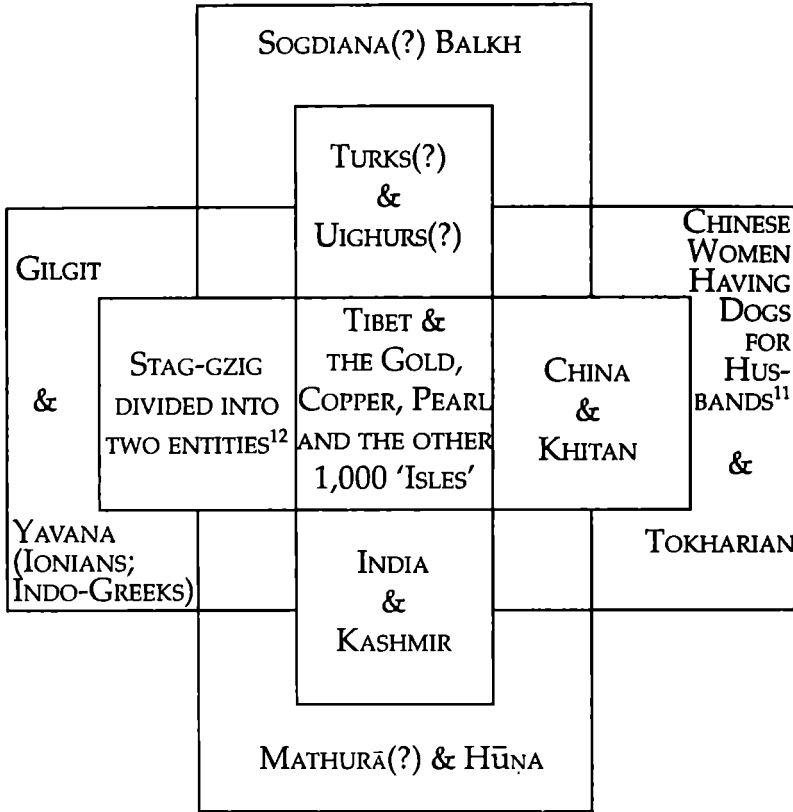 SOGDIANA(?) BALKH
TURKS(?)
&
UIGHURS(?)
GILGIT
&
YAVANA
(IONIANS;
INDO-GREEKS)
STAG-GZIG
DIVIDED INTO
TWO ENTITIES¹²
TIBET &
THE GOLD,
COPPER, PEARL
AND THE OTHER
1,000 'ISLES'
CHINA
&
KHITAN
CHINESE
WOMEN
HAVING
DOGS
FOR
HUS-
BANDS¹¹
&
TOKHARIAN
INDIA
&
KASHMIR
MATHURĀ(?) & HŪṆA